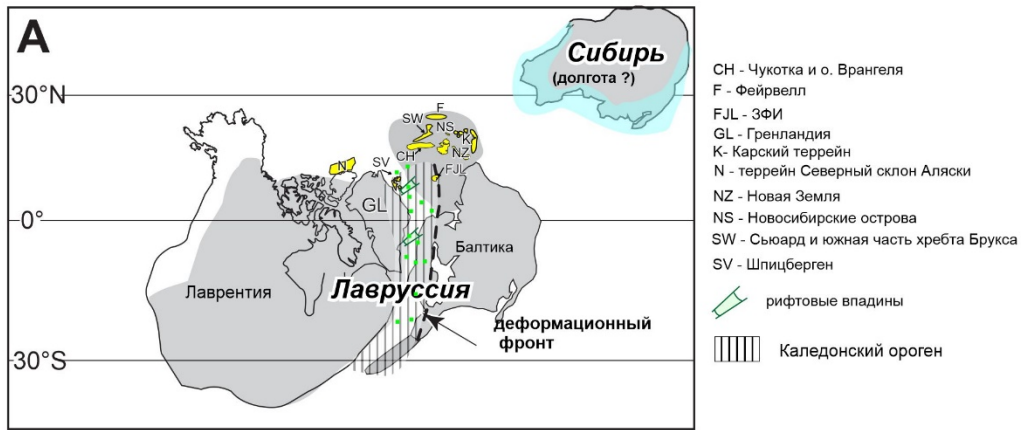 A
Сибирь
(долгота ?)
30°N
F
SW
NS
K
CH
NZ
N
SV
FJL
GL
0°
Балтика
Лаврентия
Лавруссия
деформационный
фронт
30°S
CH - Чукотка и о. Врангеля
F - Фейрвелл
FJL - ЗФИ
GL - Гренландия
K- Карский террейн
N - террейн Северный склон Аляски
NZ - Новая Земля
NS - Новосибирские острова
SW - Сьюард и южная часть хребта Брукса
SV - Шпицберген
рифтовые впадины
Каледонский ороген